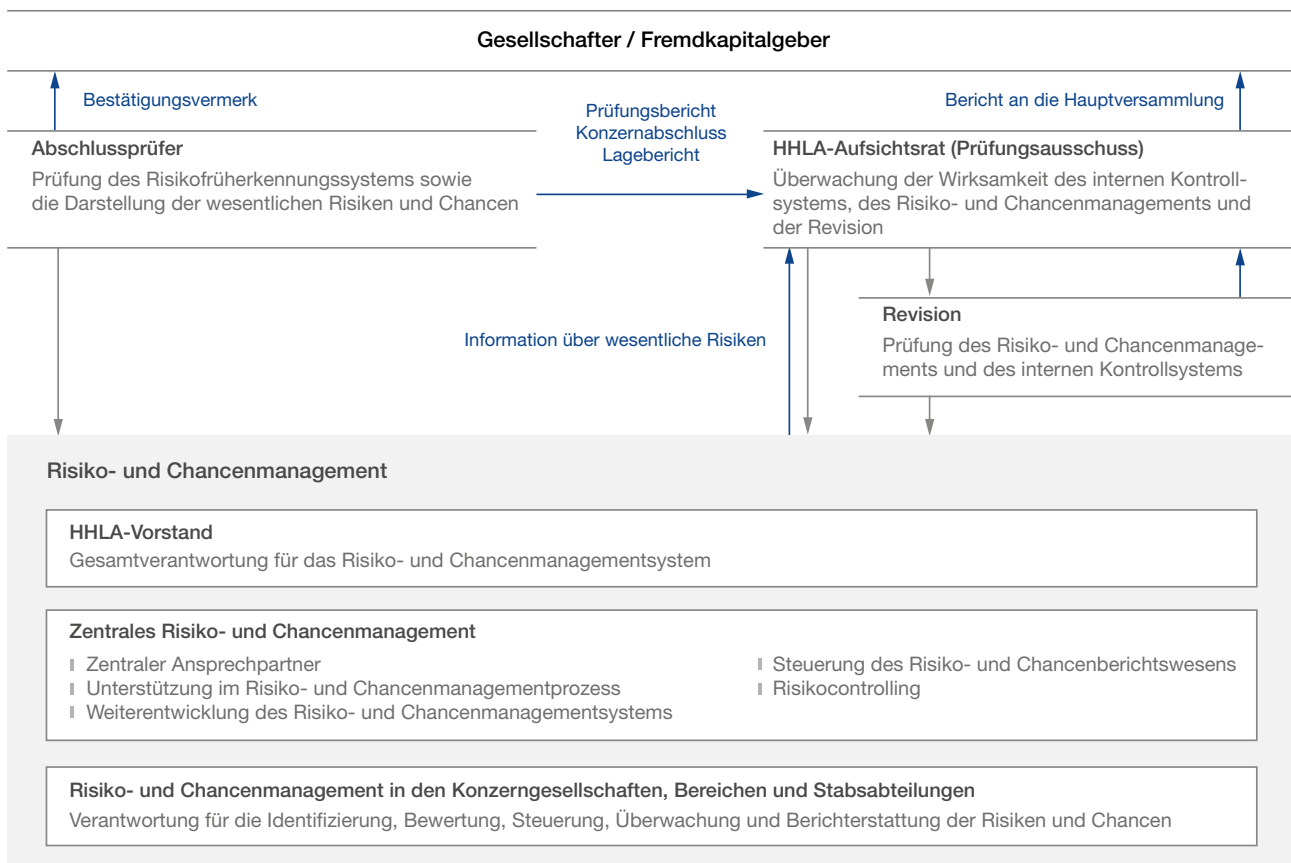 Gesellschafter / Fremdkapitalgeber
Bestätigungsvermerk
Prüfungsbericht
Konzernabschluss
Lagebericht
Bericht an die Hauptversammlung
Abschlussprüfer
Prüfung des Risikofrüherkennungssystems sowie
die Darstellung der wesentlichen Risiken und Chancen
HHLA-Aufsichtsrat (Prüfungsausschuss)
Überwachung der Wirksamkeit des internen Kontroll-
systems, des Risiko- und Chancenmanagements und
der Revision
Information über wesentliche Risiken
Revision
Prüfung des Risiko- und Chancenmanage-
ments und des internen Kontrollsystems
Risiko- und Chancenmanagement
HHLA-Vorstand
Gesamtverantwortung für das Risiko- und Chancenmanagementsystem
Zentrales Risiko- und Chancenmanagement
Zentraler Ansprechpartner
Unterstützung im Risiko- und Chancenmanagementprozess
Weiterentwicklung des Risiko- und Chancenmanagementsystems
Steuerung des Risiko- und Chancenberichtswesens
Risikocontrolling
Risiko- und Chancenmanagement in den Konzerngesellschaften, Bereichen und Stabsabteilungen
Verantwortung für die Identifizierung, Bewertung, Steuerung, Überwachung und Berichterstattung der Risiken und Chancen